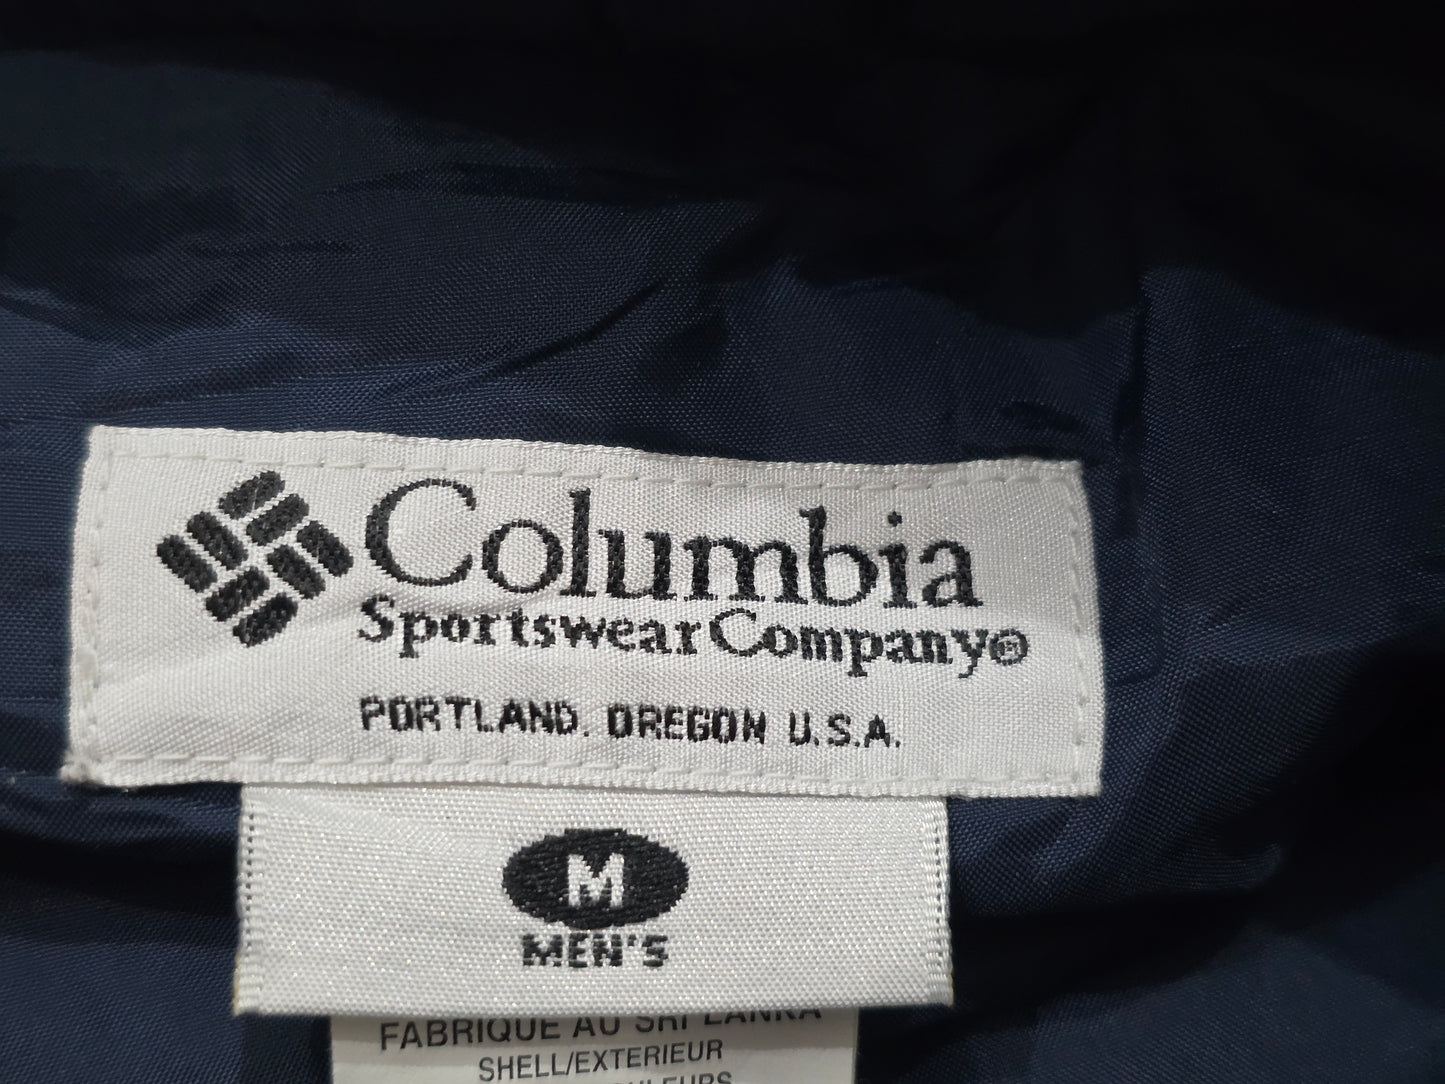 Columbia
Sportswear Company®
PORTLAND. OREGON U.S.A.
M
MEN'S
FABRIQUE AU SRI LANKA
SHELL/EXTERIEUR